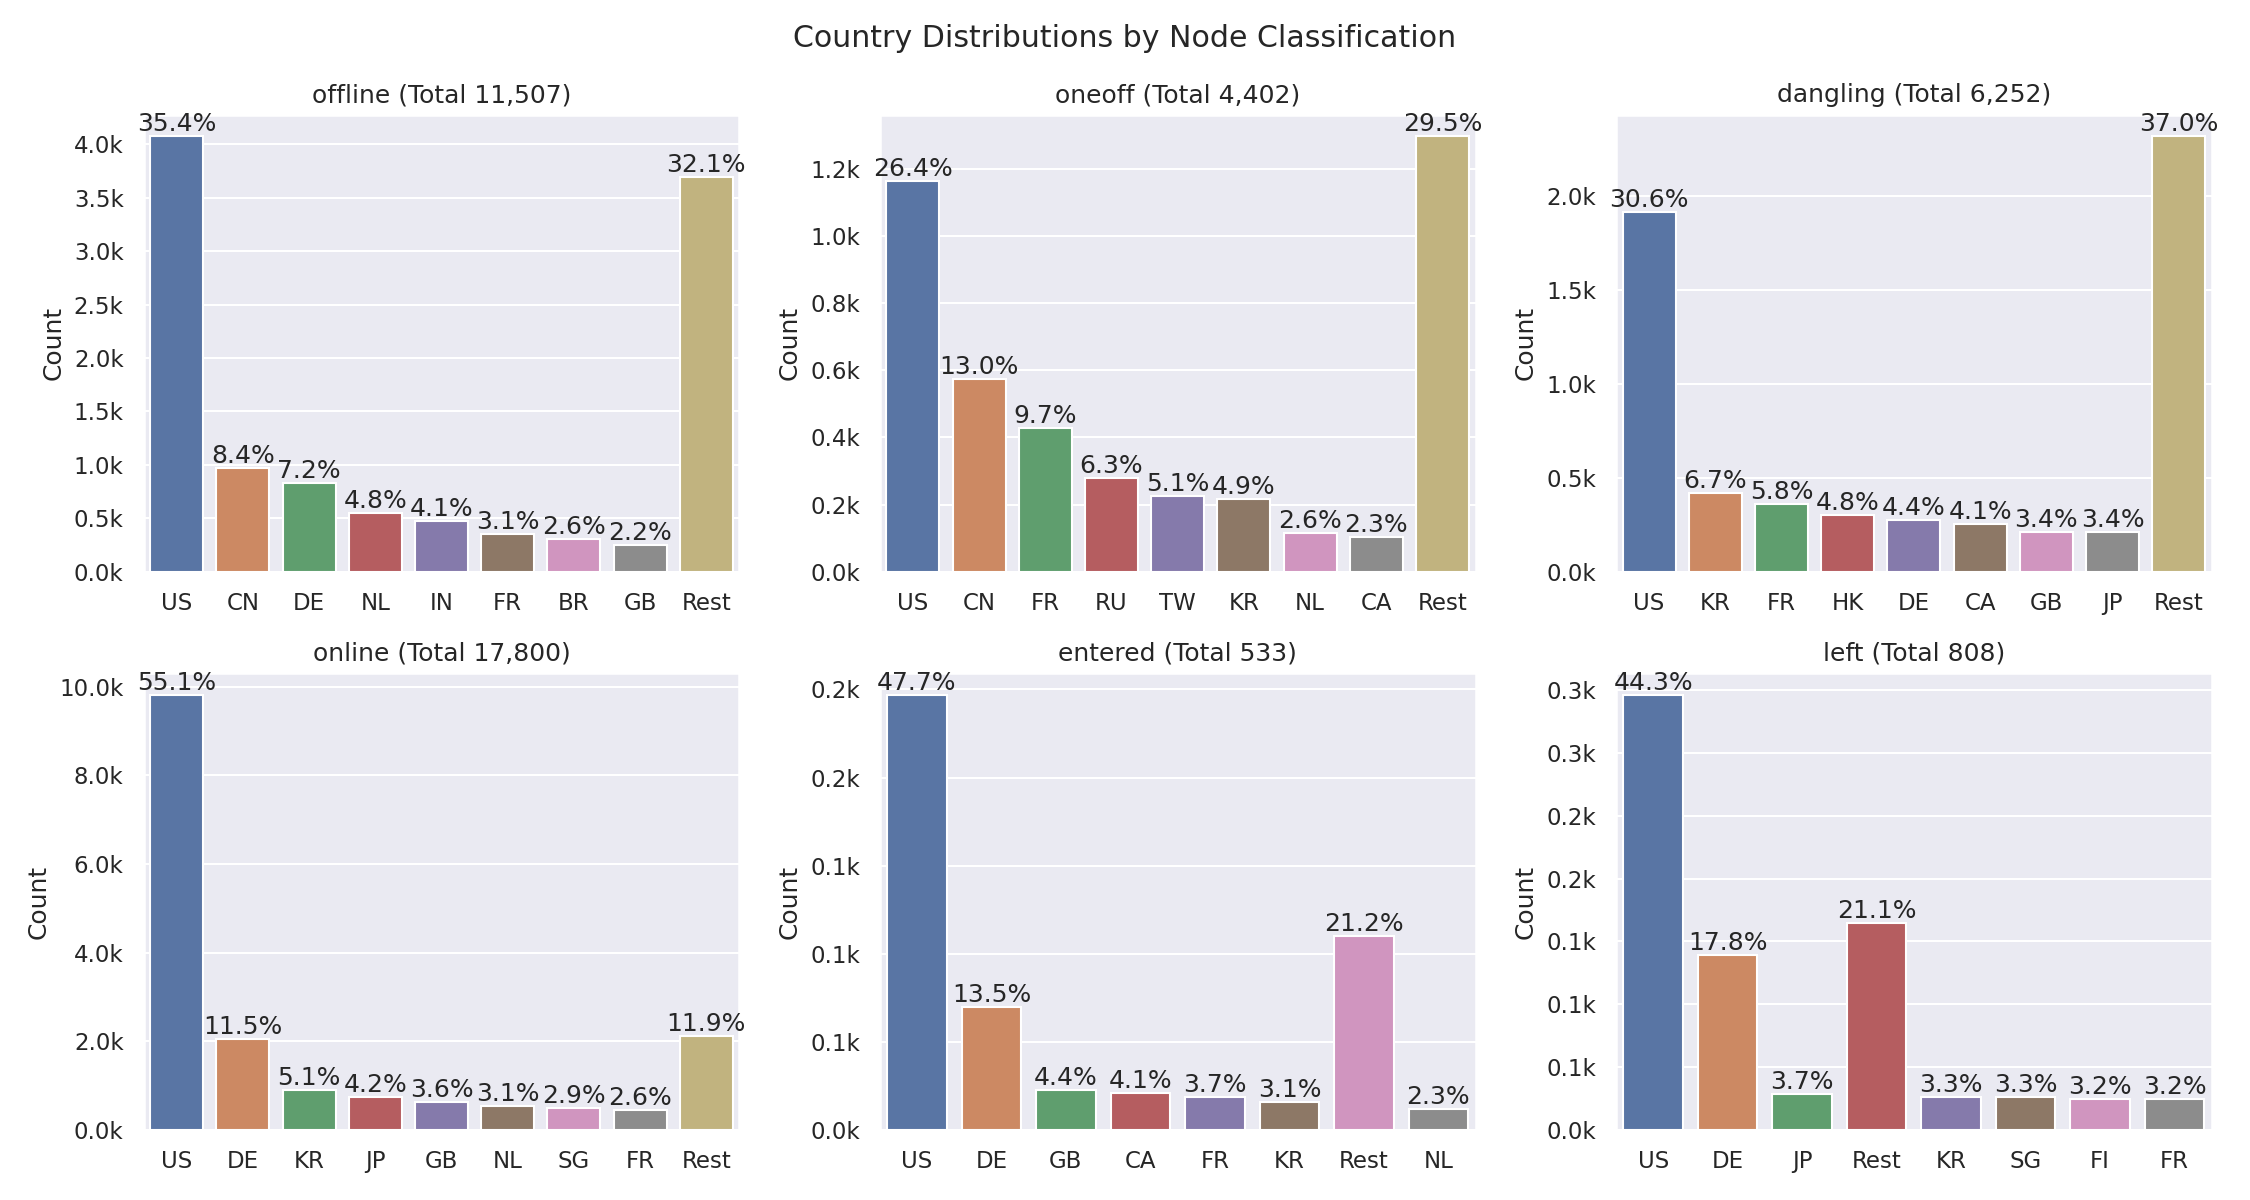 Country Distributions by Node Classification
offline (Total 11,507)
Count
4.0k
3.5k
3.0k
2.5k
2.0k
1.5k
1.0k
0.5k
0.0k
35.4% 8.4% 7.2% 4.8% 4.1% 3.1% 2.6% 2.2% 32.1%
US CN DE NL IN FR BR GB Rest
oneoff (Total 4,402)
Count
1.2k
1.0k
0.8k
0.6k
0.4k
0.2k
0.0k
26.4% 13.0% 9.7% 6.3% 5.1% 4.9% 2.6% 2.3% 29.5%
US CN FR RU TW KR NL CA Rest
dangling (Total 6,252)
Count
2.0k
1.5k
1.0k
0.5k
0.0k
30.6% 6.7% 5.8% 4.8% 4.4% 4.1% 3.4% 3.4% 37.0%
US KR FR HK DE CA GB JP Rest
online (Total 17,800)
Count
10.0k
8.0k
6.0k
4.0k
2.0k
0.0k
55.1% 11.5% 5.1% 4.2% 3.6% 3.1% 2.9% 2.6% 11.9%
US DE KR JP GB NL SG FR Rest
entered (Total 533)
Count
0.2k
0.2k
0.1k
0.1k
0.1k
0.0k
47.7% 13.5% 4.4% 4.1% 3.7% 3.1% 21.2% 2.3%
US DE GB CA FR KR Rest NL
left (Total 808)
Count
0.3k
0.3k
0.2k
0.2k
0.1k
0.1k
0.1k
0.0k
44.3% 17.8% 3.7% 21.1% 3.3% 3.3% 3.2% 3.2%
US DE JP Rest KR SG FI FR